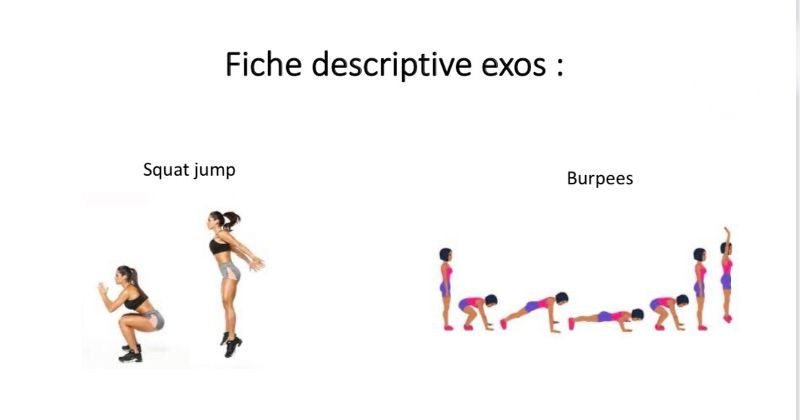 Fiche descriptive exos :
Squat jump
Burpees